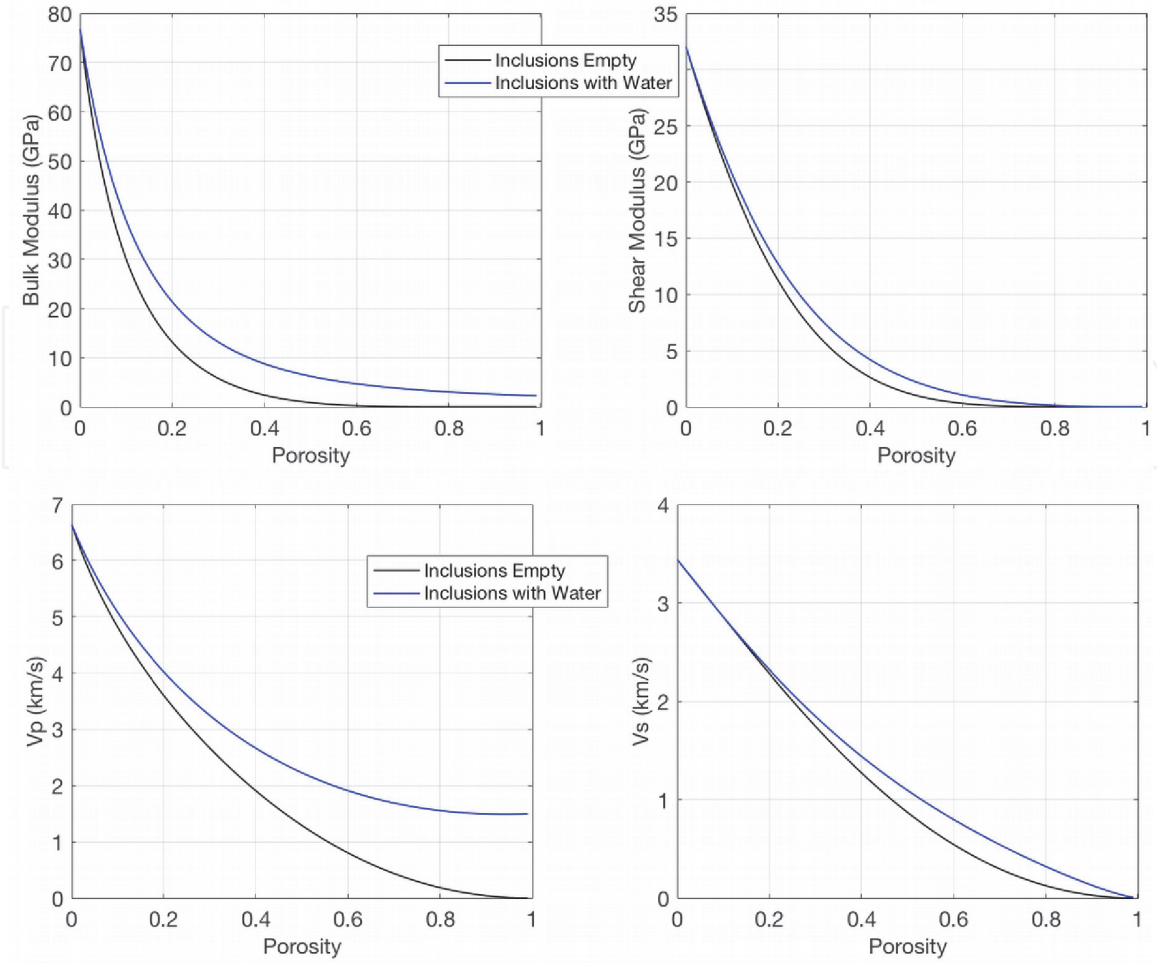 80
70
60
50
40
30
20
10
0
Bulk Modulus (GPa)
0 0.2 0.4 0.6 0.8 1
Porosity
Inclusions Empty
Inclusions with Water
35
25
20
15
10
5
0
Shear Modulus (GPa)
0 0.2 0.4 0.6 0.8 1
Porosity
7
6
5
4
3
2
1
0
Vp (km/s)
0 0.2 0.4 0.6 0.8 1
Porosity
Inclusions Empty
Inclusions with Water
4
3
2
1
0
Vs (km/s)
0 0.2 0.4 0.6 0.8 1
Porosity